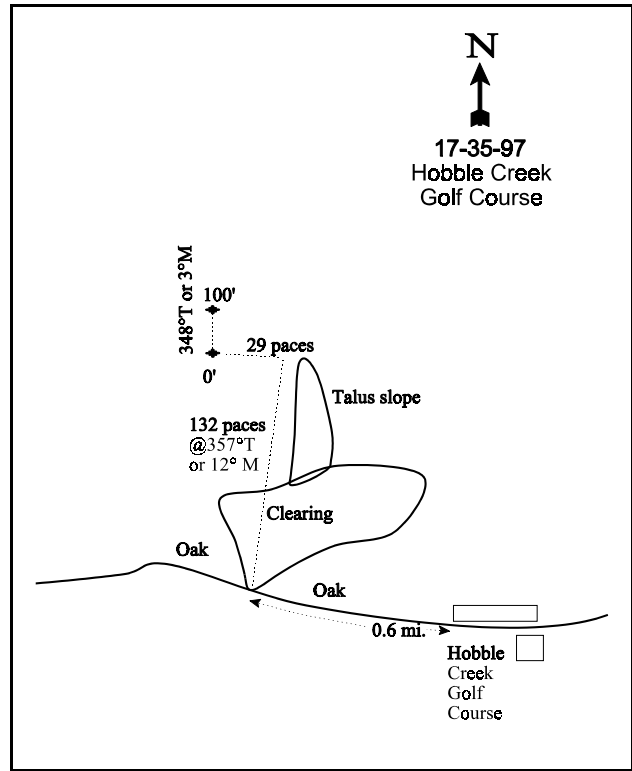 N
17-35-97
Hobble Creek
Golf Course
348°T or 3°M
100'
0'
29 paces
Talus slope
132 paces
@357°T
or 12° M
Clearing
Oak
Oak
0.6 mi.
Hobble
Creek
Golf
Course